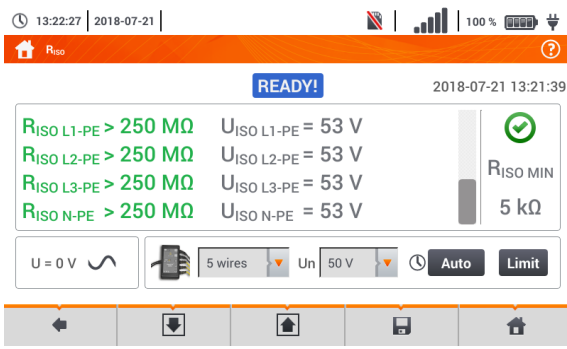 13:22:27 2018-07-21 100 %
RISO ?
READY! 2018-07-21 13:21:39
RISO L1-PE > 250 MΩ UISO L1-PE = 53 V
RISO L2-PE > 250 MΩ UISO L2-PE = 53 V
RISO L3-PE > 250 MΩ UISO L3-PE = 53 V
RISO N-PE > 250 MΩ UISO N-PE = 53 V
RISO MIN
5 kΩ
U = 0 V 5 wires Un 50 V Auto Limit